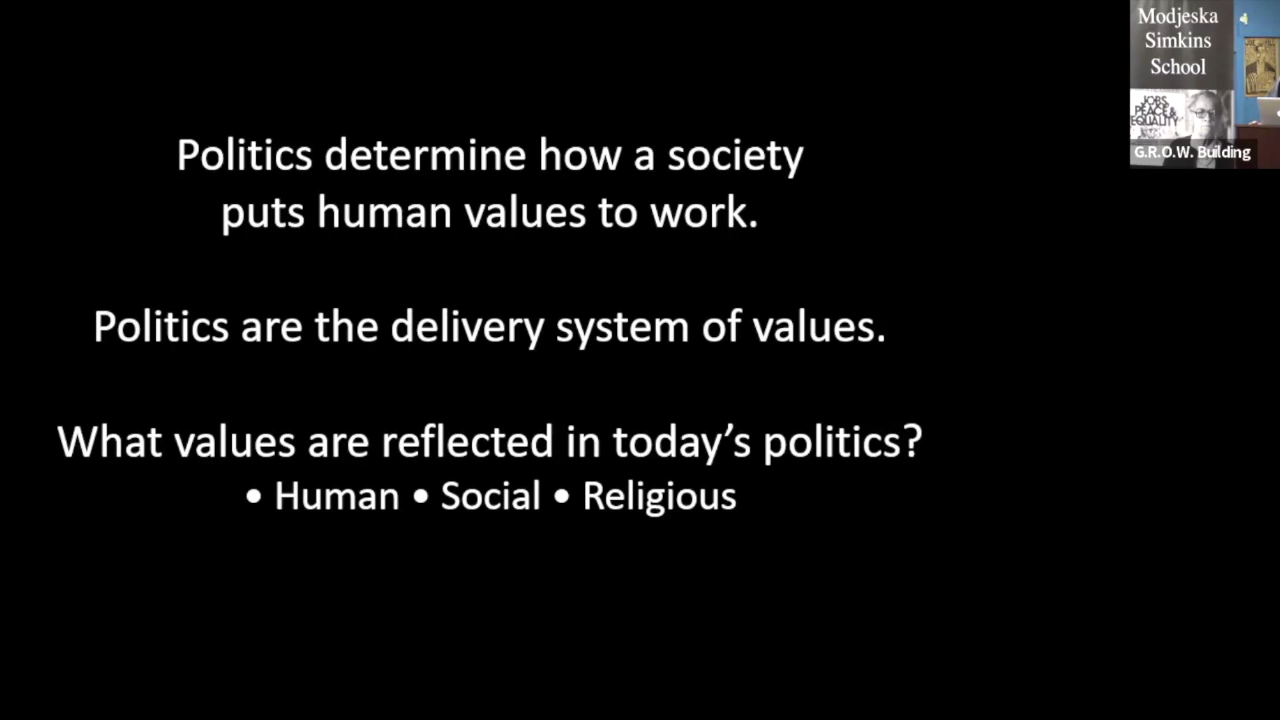 Politics determine how a society
puts human values to work.
Politics are the delivery system of values.
What values are reflected in today’s politics?
• Human • Social • Religious
Modjeska
Simkins
School
JOBS
PEACE &
EQUALITY
G.R.O.W. Building